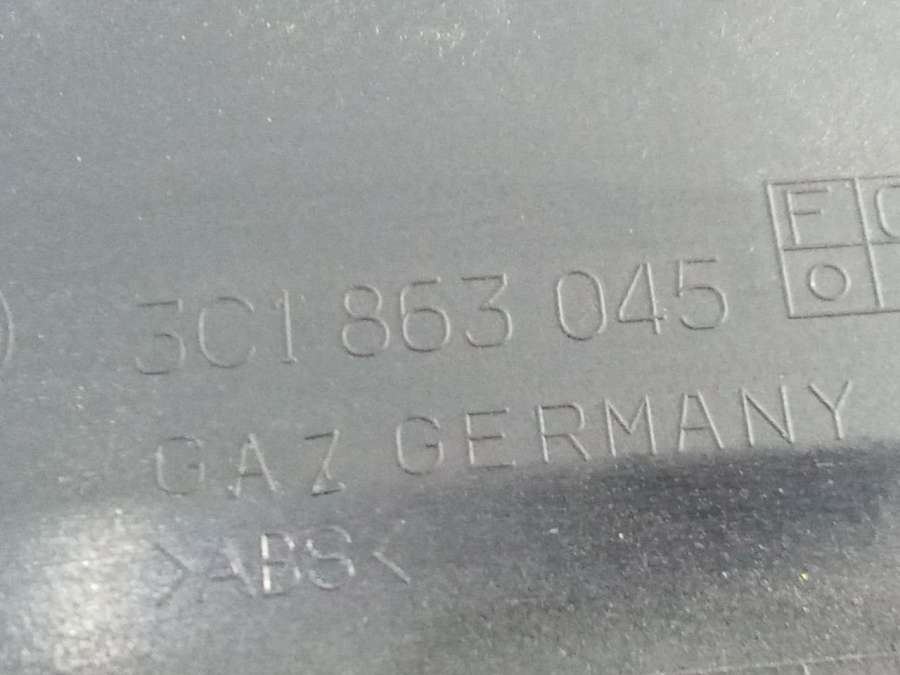 F
O
3C1 863 045
GAZ GERMANY
>ABS<